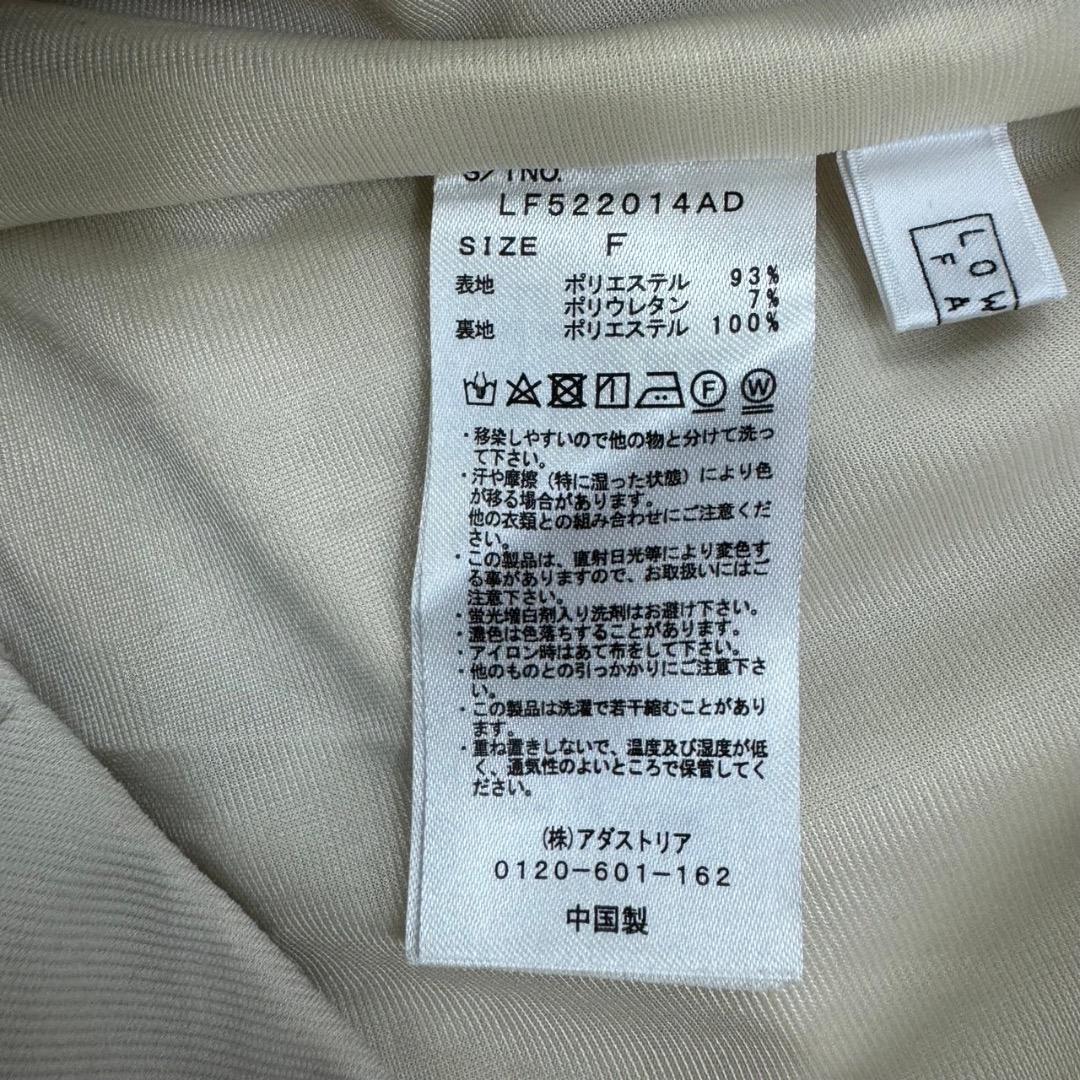 S/TNO.
LF522014AD
SIZE F
表地 ポリエステル 93%
ポリウレタン 7%
裏地 ポリエステル 100%
F W
・移染しやすいので他の物と分けて洗っ
て下さい。
・汗や摩擦（特に湿った状態）により色
が移る場合があります。
他の衣類との組み合わせにご注意くだ
さい。
・この製品は、直射日光等により変色す
る事がありますので、お取扱いにはご
注意下さい。
・蛍光増白剤入り洗剤はお避け下さい。
・濃色は色落ちすることがあります。
・アイロン時はあて布をして下さい。
・他のものとの引っかかりにご注意下さ
い。
・この製品は洗濯で若干縮むことがあり
ます。
・重ね置きしないで、温度及び湿度が低
く、通気性のよいところで保管してく
ださい。
(株)アダストリア
0120-601-162
中国製
LOW
F A